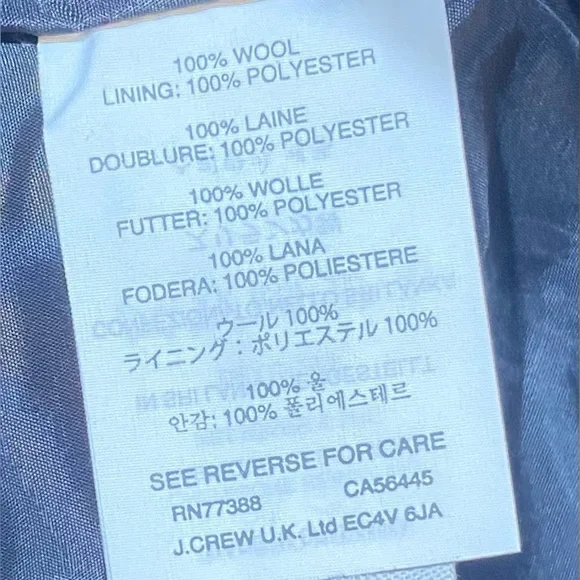 100% WOOL
LINING: 100% POLYESTER
100% LAINE
DOUBLURE: 100% POLYESTER
100% WOLLE
FUTTER: 100% POLYESTER
100% LANA
FODERA: 100% POLIESTERE
ウール 100%
ライニング : ポリエステル 100%
100% 울
안감: 100% 폴리에스테르
SEE REVERSE FOR CARE
RN77388 CA56445
J.CREW U.K. Ltd EC4V 6JA